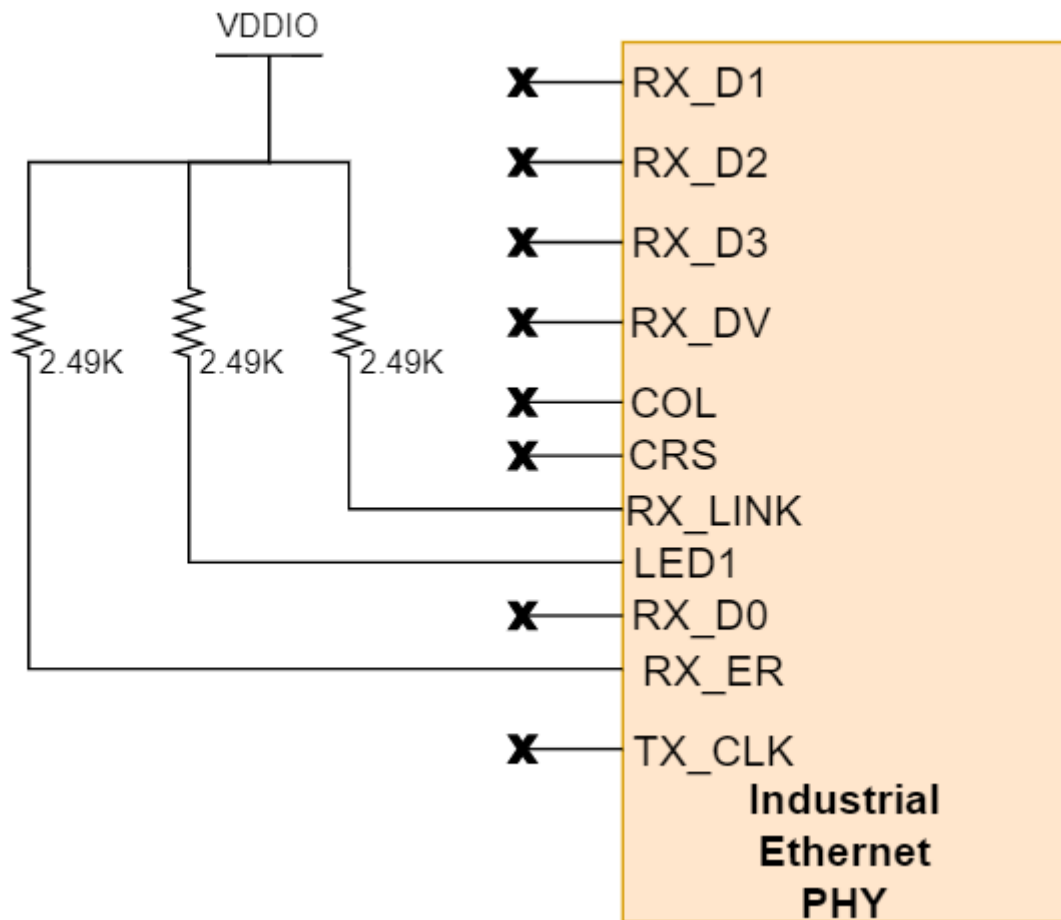 VDDIO
RX_D1
RX_D2
RX_D3
RX_DV
2.49K 2.49K 2.49K
COL
CRS
RX_LINK
LED1
RX_D0
RX_ER
TX_CLK
Industrial
Ethernet
PHY